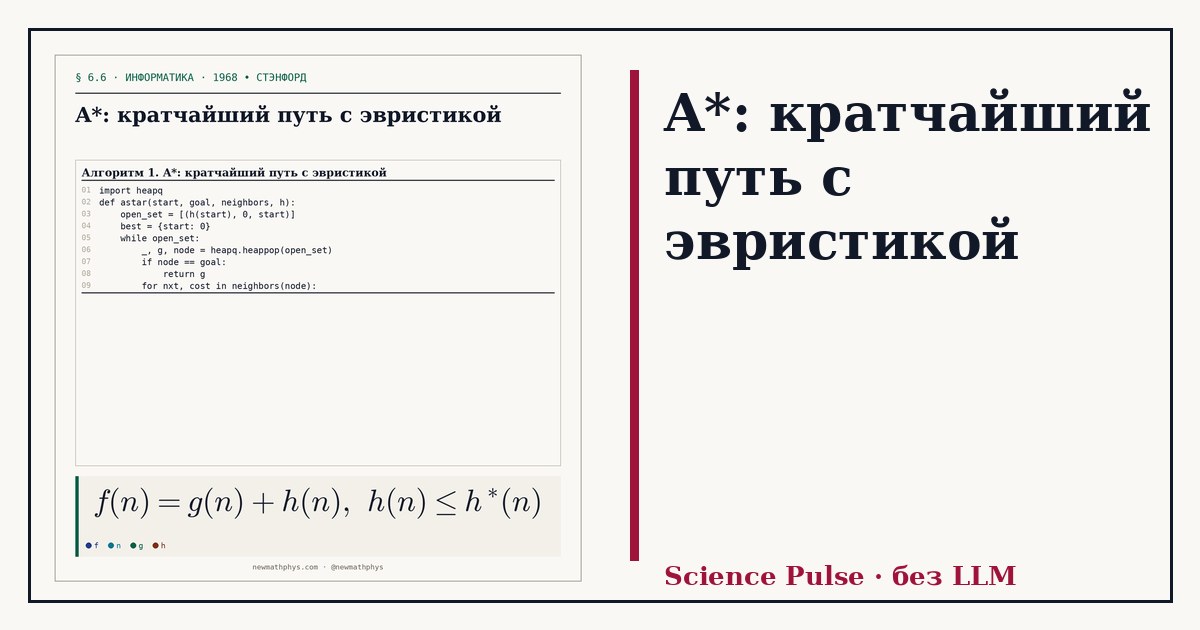 § 6.6 · ИНФОРМАТИКА · 1968 • СТЭНФОРД
A*: кратчайший путь с эвристикой
Алгоритм 1. A*: кратчайший путь с эвристикой
01 import heapq
02 def astar(start, goal, neighbors, h):
03     open_set = [(h(start), 0, start)]
04     best = {start: 0}
05     while open_set:
06         _, g, node = heapq.heappop(open_set)
07         if node == goal:
08             return g
09         for nxt, cost in neighbors(node):
f(n) = g(n) + h(n), h(n) ≤ h*(n)
f n g h
newmathphys.com · @newmathphys
A*: кратчайший
путь с
эвристикой
Science Pulse · без LLM